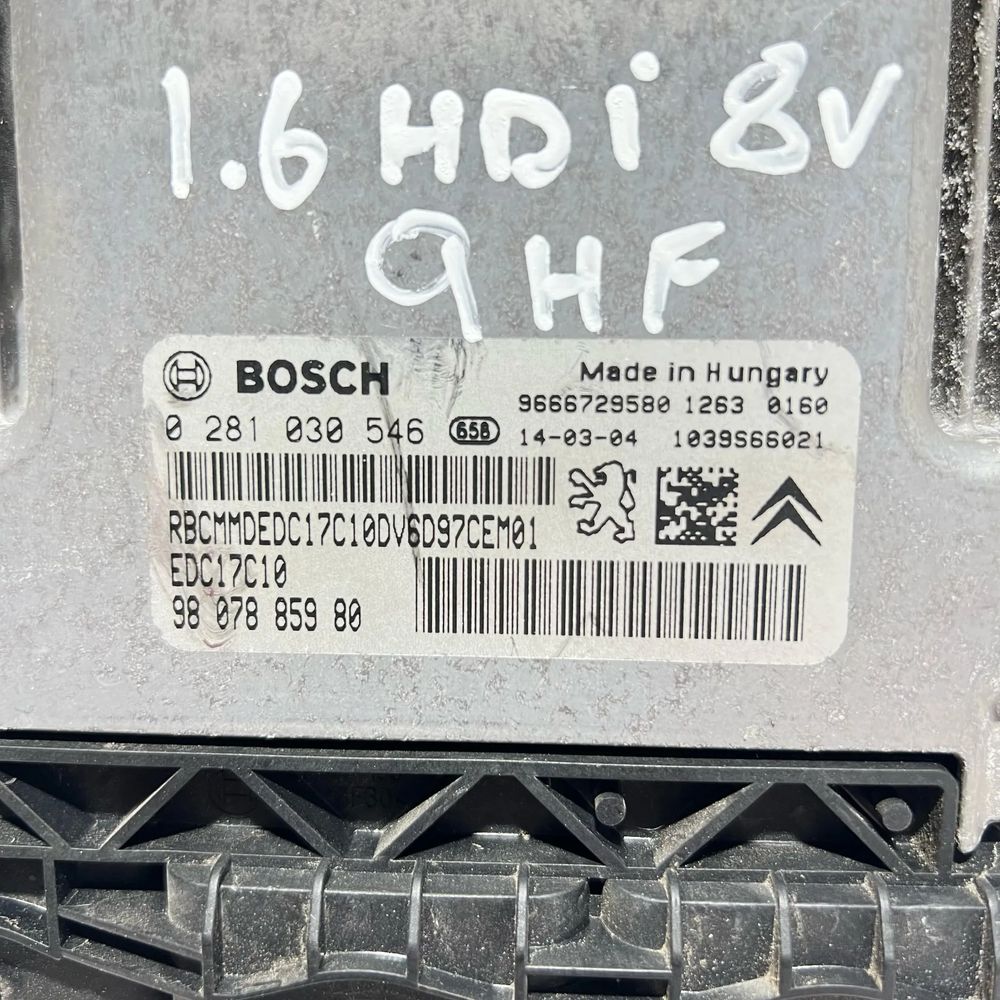 1.6 HDi 8V
9HF
BOSCH
Made in Hungary
9666729580 1263 0160
0 281 030 546 658 14-03-04 1039S66021
RBCMMDEDC17C10DV6D97CEM01
EDC17C10
98 078 859 80